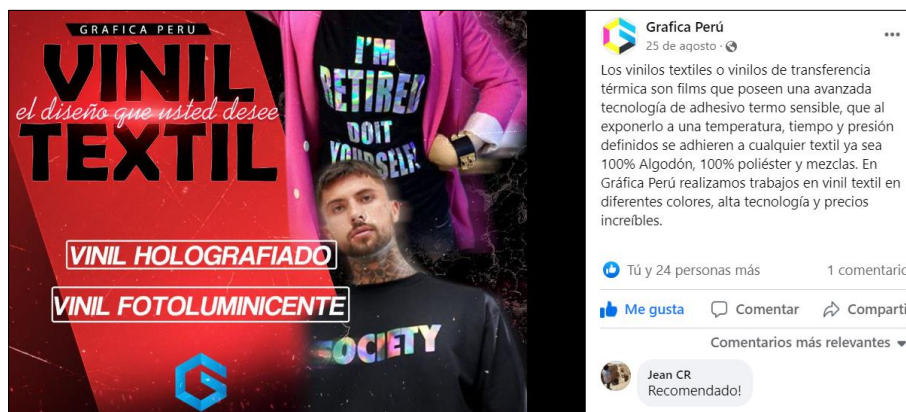 GRAFICA PERU
VINIL
el diseño que usted desee
TEXTIL
I'M
RETIRED
DO IT
YOURSELF!
VINIL HOLOGRAFIADO
VINIL FOTOLUMINICENTE
SOCIETY
Grafica Perú
25 de agosto ·
Los vinilos textiles o vinilos de transferencia
térmica son films que poseen una avanzada
tecnología de adhesivo termo sensible, que al
exponerlo a una temperatura, tiempo y presión
definidos se adhieren a cualquier textil ya sea
100% Algodón, 100% poliéster y mezclas. En
Gráfica Perú realizamos trabajos en vinil textil en
diferentes colores, alta tecnología y precios
increíbles.
Tú y 24 personas más 1 comentario
Me gusta Comentar Comparti
Comentarios más relevantes
Jean CR
Recomendado!